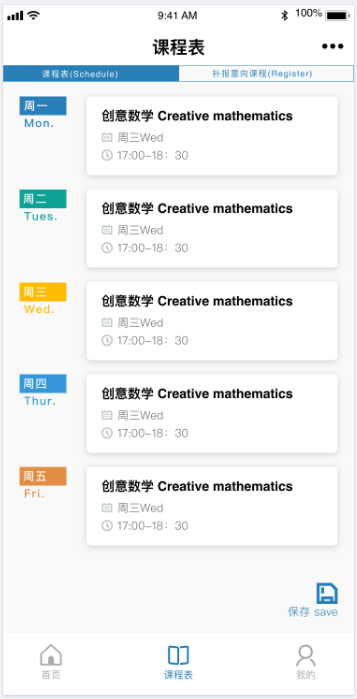 9:41 AM 100%
课程表
课程表(Schedule) 补报意向课程(Register)
周一
Mon.
创意数学 Creative mathematics
周三Wed
17:00-18：30
周二
Tues.
创意数学 Creative mathematics
周三Wed
17:00-18：30
周三
Wed.
创意数学 Creative mathematics
周三Wed
17:00-18：30
周四
Thur.
创意数学 Creative mathematics
周三Wed
17:00-18：30
周五
Fri.
创意数学 Creative mathematics
周三Wed
17:00-18：30
保存 save
首页 课程表 我的